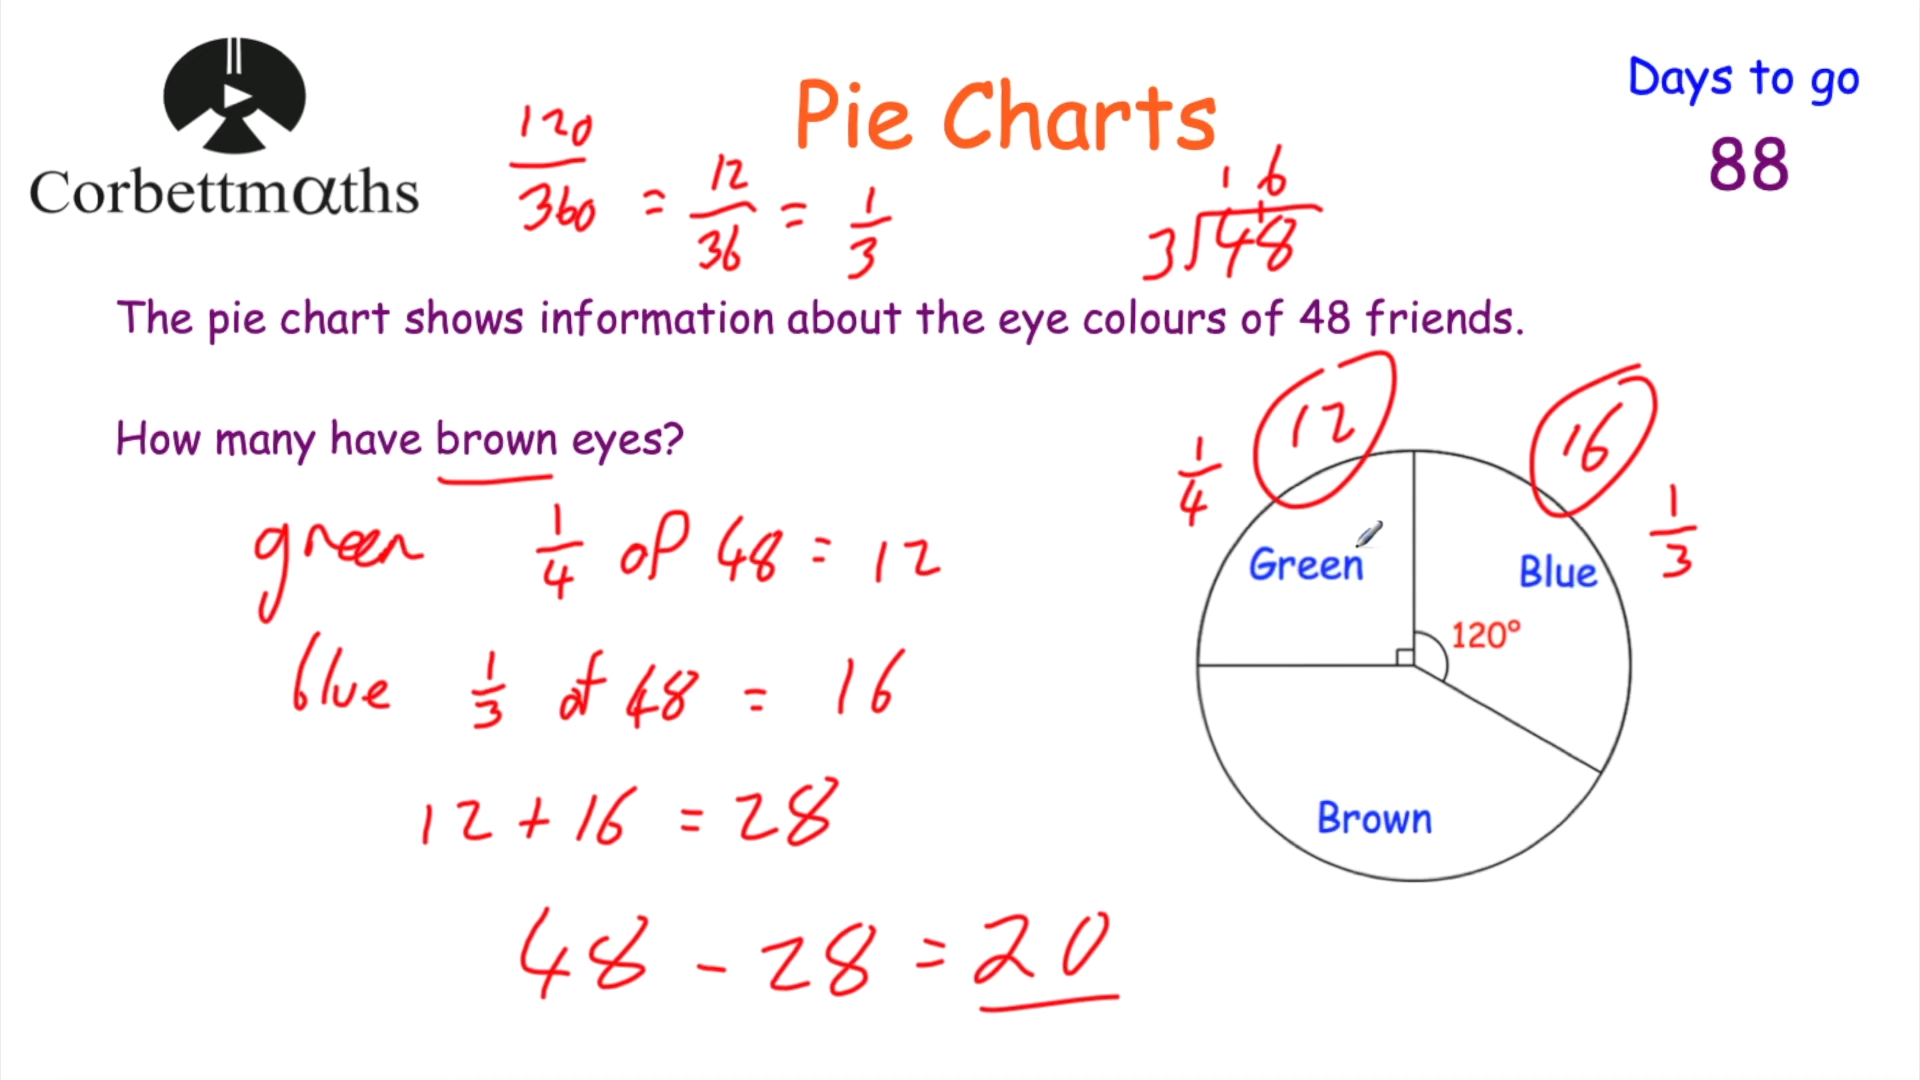 Corbettmαths
Pie Charts
Days to go
88
120/360 = 12/36 = 1/3
16
3√48
The pie chart shows information about the eye colours of 48 friends.
How many have brown eyes?
green 1/4 of 48 = 12
blue 1/3 of 48 = 16
12 + 16 = 28
48 - 28 = 20
1/4
12
16
1/3
Green
Blue
120°
Brown